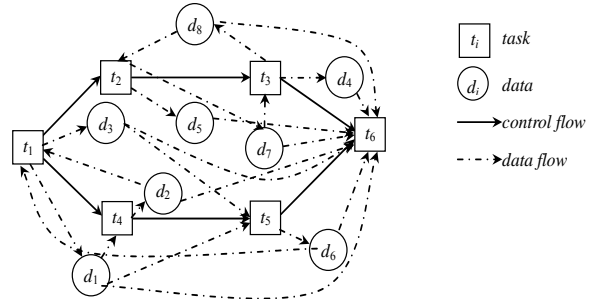 d8
ti task
t2
t3
d4
di data
d3
d5
d7
t6
control flow
t1
d2
data flow
t4
t5
d6
d1